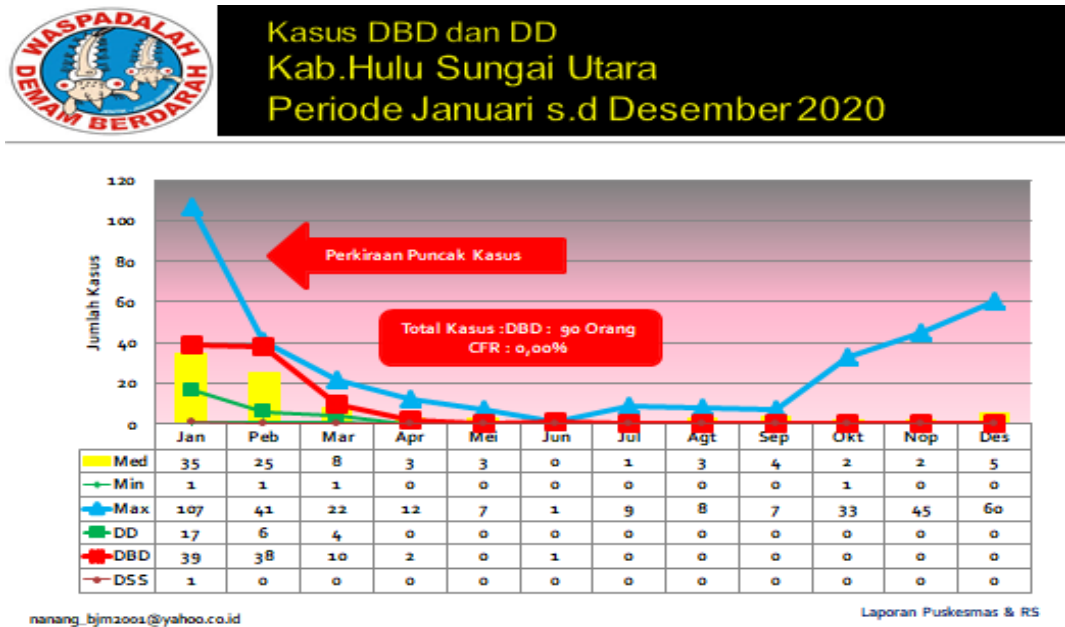 WASPADALAH
DEMAM BERDARAH
Kasus DBD dan DD
Kab.Hulu Sungai Utara
Periode Januari s.d Desember 2020
120
100
80
60
40
20
0
Jumlah Kasus
Perkiraan Puncak Kasus
Total Kasus :DBD : 90 Orang
CFR : 0,00%
Jan Peb Mar Apr Mei Jun Jul Agt Sep Okt Nop Des
Med 35 25 8 3 3 0 1 3 4 2 2 5
Min 1 1 1 0 0 0 0 0 0 1 0 0
Max 107 41 22 12 7 1 9 8 7 33 45 60
DD 17 6 4 0 0 0 0 0 0 0 0 0
DBD 39 38 10 2 0 1 0 0 0 0 0 0
DSS 1 0 0 0 0 0 0 0 0 0 0 0
nanang_bjm2001@yahoo.co.id
Laporan Puskesmas & RS